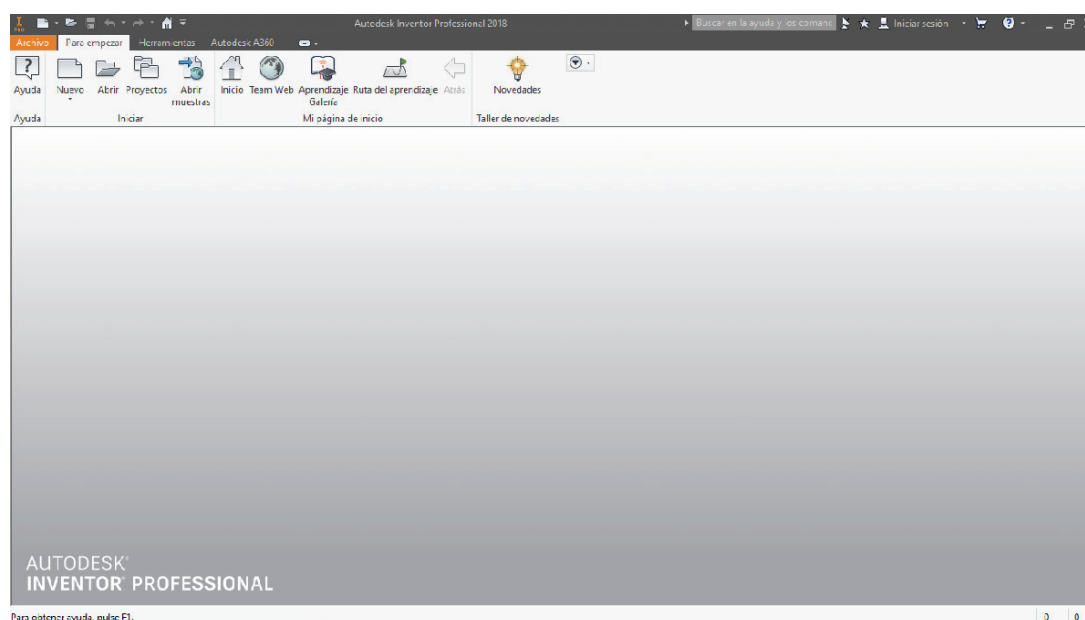 Autodesk Inventor Professional 2018
Buscar en la ayuda y los comanc
Iniciar sesión
Archivo Para empezar Herramientas Autodesk A360
Ayuda Nuevo Abrir Proyectos Abrir muestras Inicio Team Web Aprendizaje Galería Ruta del aprendizaje Atrás Novedades
Ayuda Iniciar Mi página de inicio Taller de novedades
AUTODESK®
INVENTOR® PROFESSIONAL
Para obtener ayuda, pulse F1. 0 0